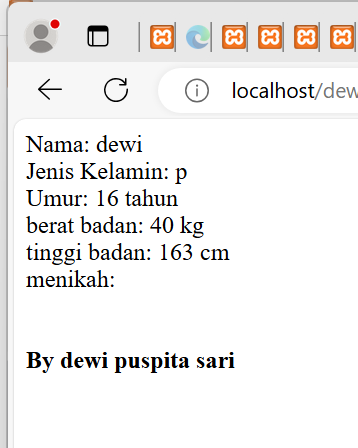 localhost/dew
Nama: dewi
Jenis Kelamin: p
Umur: 16 tahun
berat badan: 40 kg
tinggi badan: 163 cm
menikah:
By dewi puspita sari